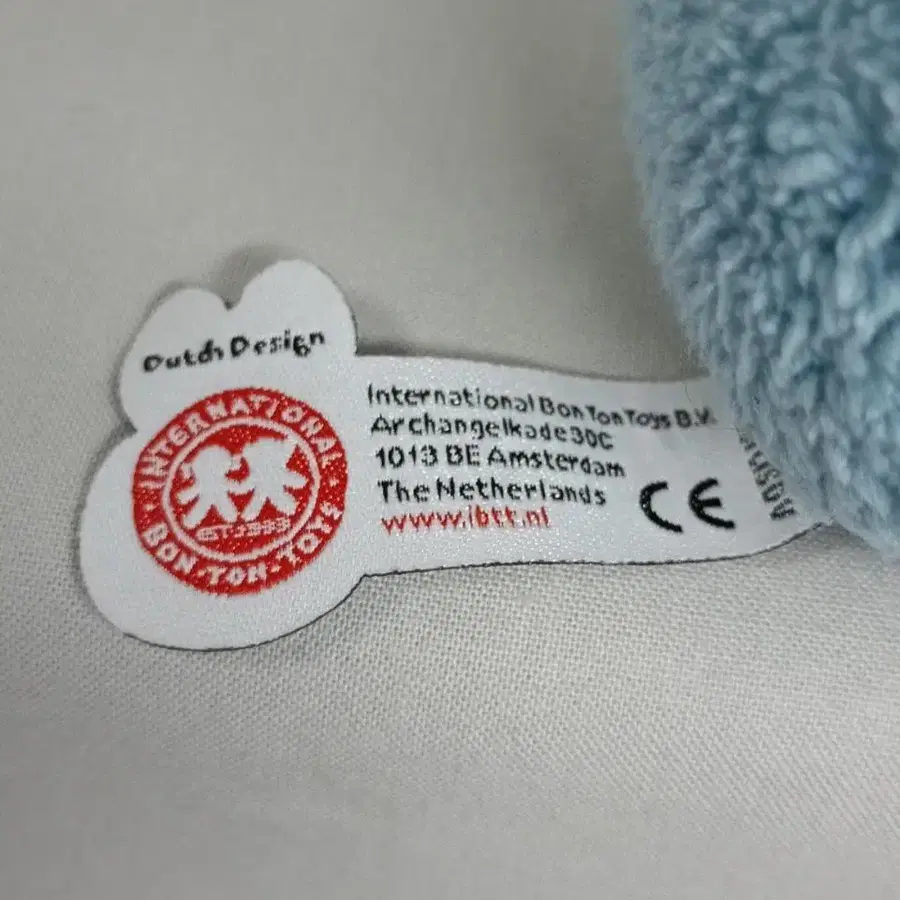 Dutch Design
INTERNATIONAL
EST. 1933
BON-TON-TOYS
International Bon Ton Toys B.V.
Archangelkade 30C
1013 BE Amsterdam
The Netherlands
www.ibtt.nl
CE